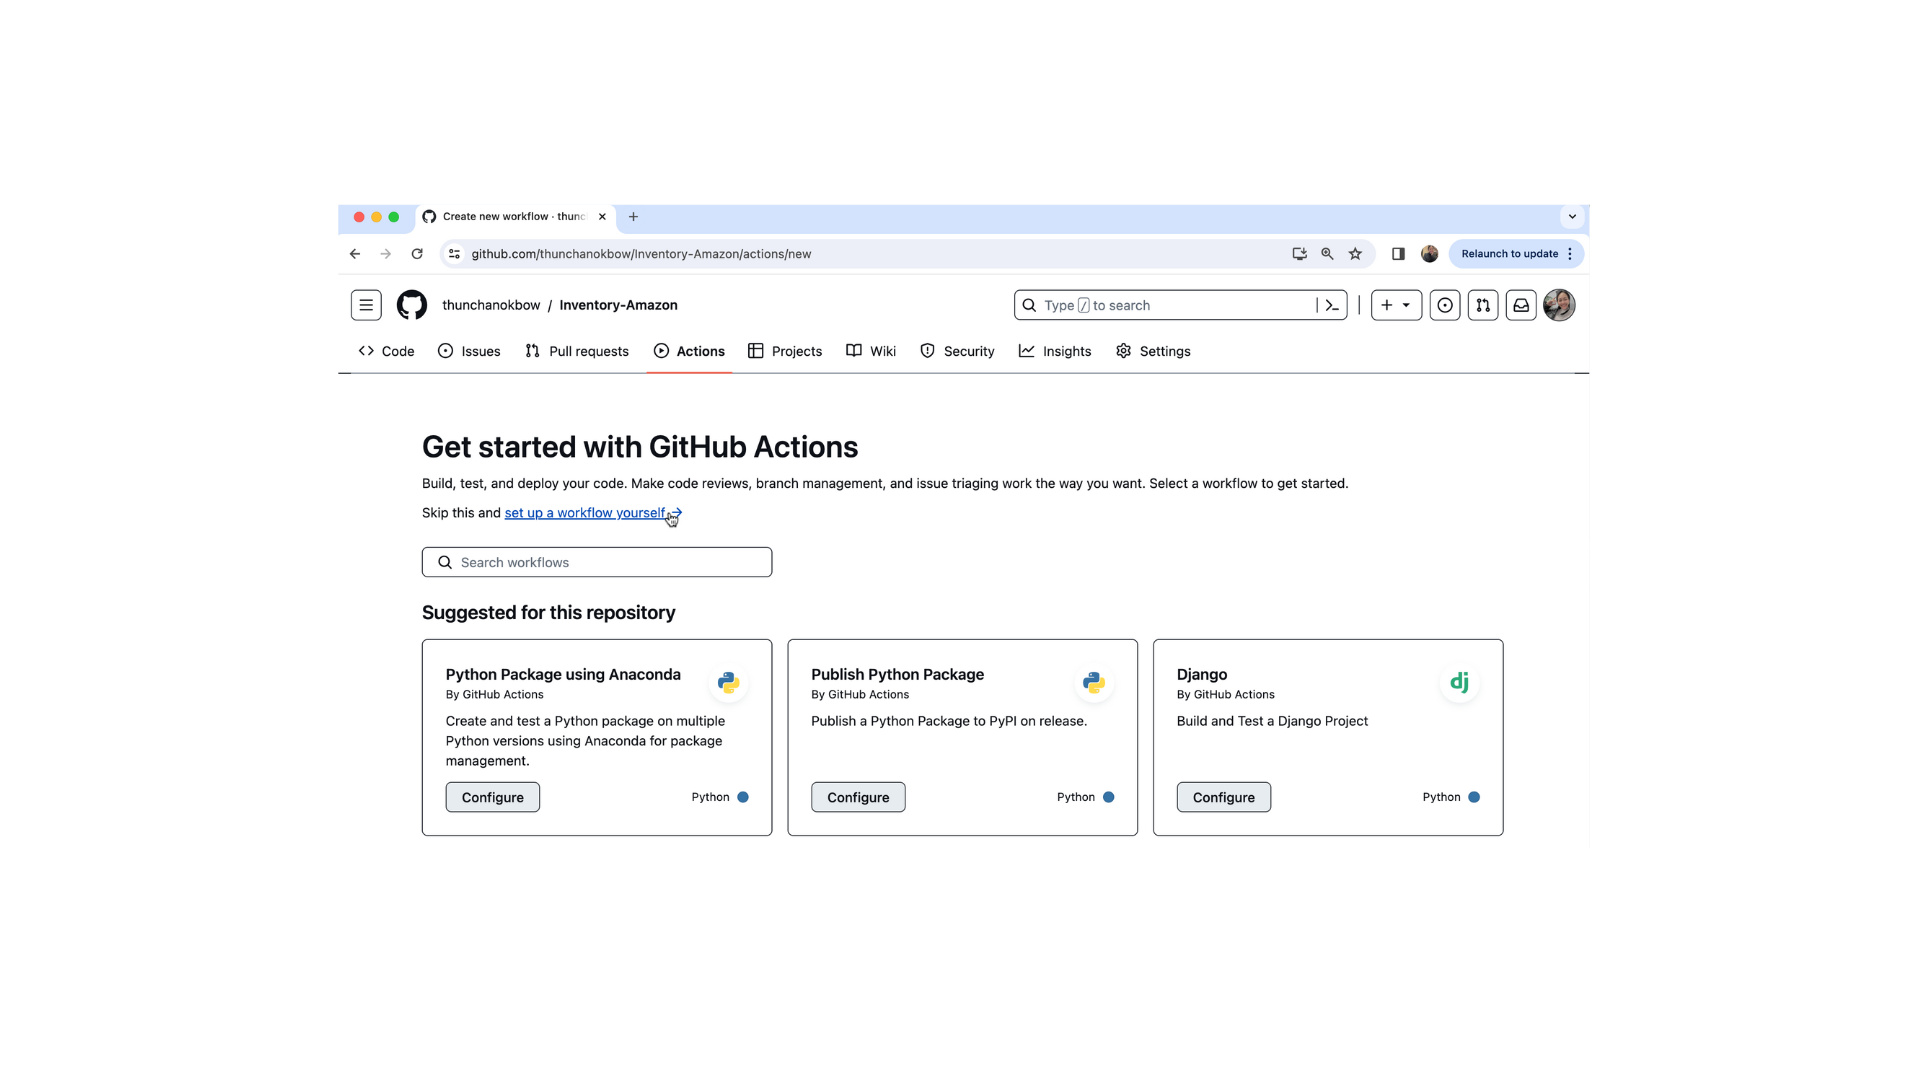 Create new workflow · thunc
github.com/thunchanokbow/Inventory-Amazon/actions/new
Relaunch to update
thunchanokbow / Inventory-Amazon
Type / to search
Code Issues Pull requests Actions Projects Wiki Security Insights Settings
Get started with GitHub Actions
Build, test, and deploy your code. Make code reviews, branch management, and issue triaging work the way you want. Select a workflow to get started.
Skip this and set up a workflow yourself →
Search workflows
Suggested for this repository
Python Package using Anaconda
By GitHub Actions
Create and test a Python package on multiple
Python versions using Anaconda for package
management.
Configure
Python
Publish Python Package
By GitHub Actions
Publish a Python Package to PyPI on release.
Configure
Python
Django
By GitHub Actions
dj
Build and Test a Django Project
Configure
Python